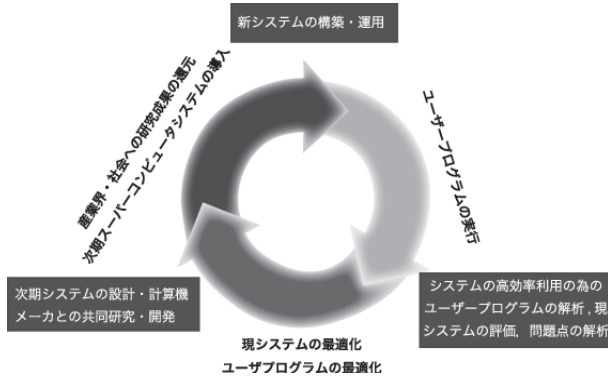 新システムの構築・運用
産業界・社会への研究成果の還元
次期スーパーコンピュータシステムの導入
ユーザープログラムの実行
次期システムの設計・計算機
メーカとの共同研究・開発
システムの高効率利用の為の
ユーザープログラムの解析，現
システムの評価，問題点の解析
現システムの最適化
ユーザプログラムの最適化